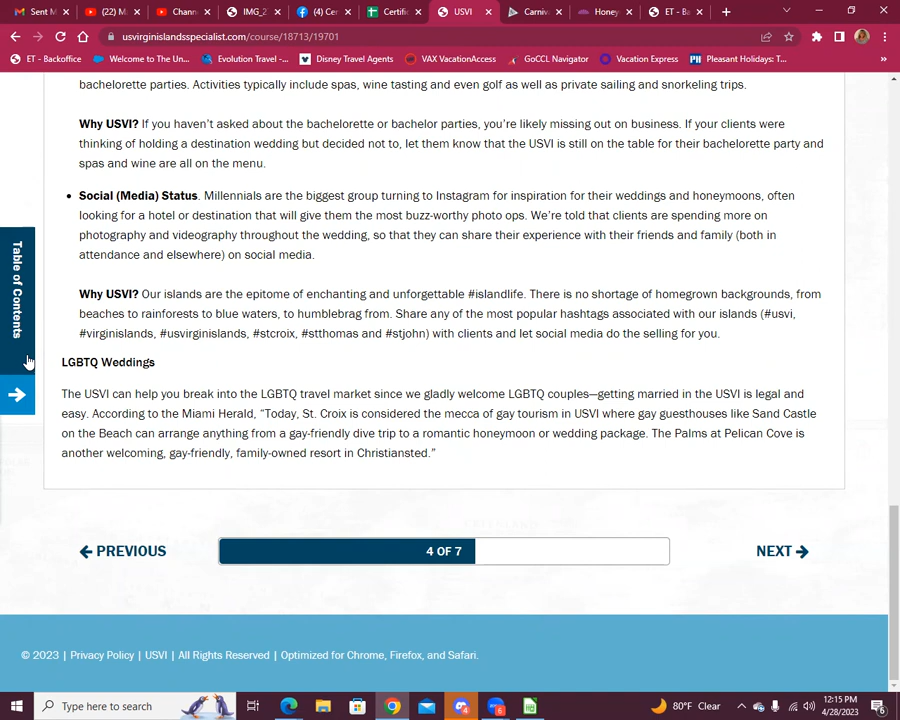 Sent M
(22) M
Chann
IMG_2
(4) Cer
Certific
USVI
Carniv
Honey
ET - Ba
usvirginislandsspecialist.com/course/18713/19701
ET - Backoffice
Welcome to The Un...
Evolution Travel -...
Disney Travel Agents
VAX VacationAccess
GoCCL Navigator
Vacation Express
Pleasant Holidays: T...
bachelorette parties. Activities typically include spas, wine tasting and even golf as well as private sailing and snorkeling trips.
Why USVI? If you haven't asked about the bachelorette or bachelor parties, you're likely missing out on business. If your clients were
thinking of holding a destination wedding but decided not to, let them know that the USVI is still on the table for their bachelorette party and
spas and wine are all on the menu.
• Social (Media) Status. Millennials are the biggest group turning to Instagram for inspiration for their weddings and honeymoons, often
looking for a hotel or destination that will give them the most buzz-worthy photo ops. We're told that clients are spending more on
photography and videography throughout the wedding, so that they can share their experience with their friends and family (both in
attendance and elsewhere) on social media.
Table of Contents
Why USVI? Our islands are the epitome of enchanting and unforgettable #islandlife. There is no shortage of homegrown backgrounds, from
beaches to rainforests to blue waters, to humblebrag from. Share any of the most popular hashtags associated with our islands (#usvi,
#virginislands, #usvirginislands, #stcroix, #stthomas and #stjohn) with clients and let social media do the selling for you.
LGBTQ Weddings
The USVI can help you break into the LGBTQ travel market since we gladly welcome LGBTQ couples—getting married in the USVI is legal and
easy. According to the Miami Herald, “Today, St. Croix is considered the mecca of gay tourism in USVI where gay guesthouses like Sand Castle
on the Beach can arrange anything from a gay-friendly dive trip to a romantic honeymoon or wedding package. The Palms at Pelican Cove is
another welcoming, gay-friendly, family-owned resort in Christiansted.”
PREVIOUS
4 OF 7
NEXT
© 2023 | Privacy Policy | USVI | All Rights Reserved | Optimized for Chrome, Firefox, and Safari.
Type here to search
80°F Clear
12:15 PM
4/28/2023